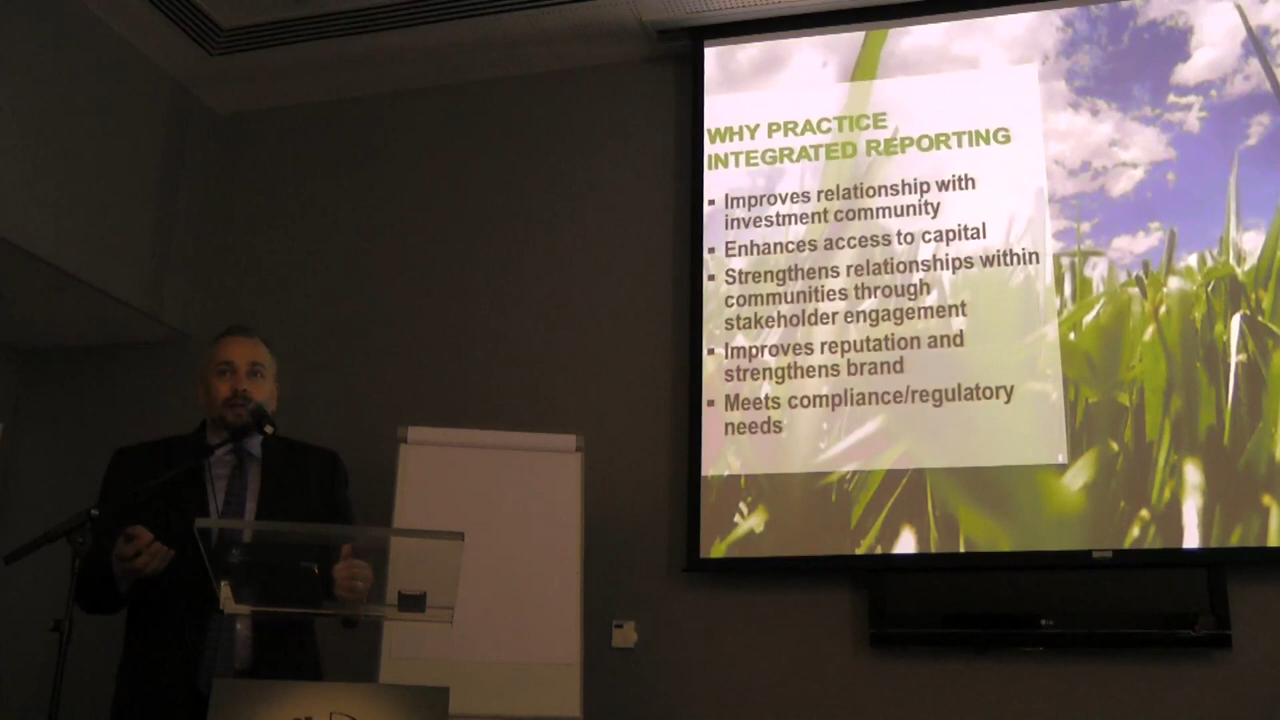 WHY PRACTICE
INTEGRATED REPORTING
▪ Improves relationship with
investment community
▪ Enhances access to capital
▪ Strengthens relationships within
communities through
stakeholder engagement
▪ Improves reputation and
strengthens brand
▪ Meets compliance/regulatory
needs
LG